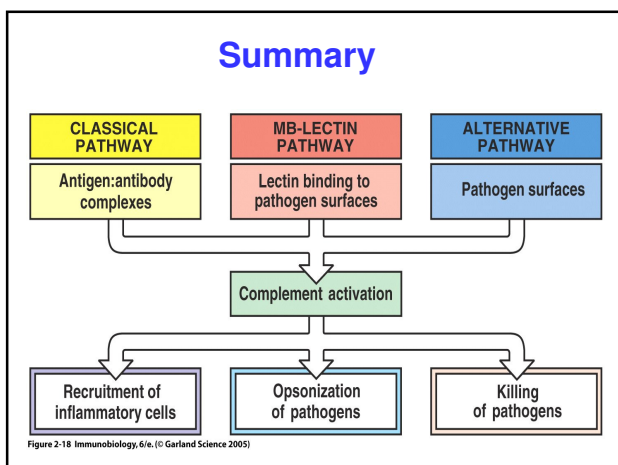 Summary
CLASSICAL
PATHWAY
Antigen:antibody
complexes
MB-LECTIN
PATHWAY
Lectin binding to
pathogen surfaces
ALTERNATIVE
PATHWAY
Pathogen surfaces
Complement activation
Recruitment of
inflammatory cells
Opsonization
of pathogens
Killing
of pathogens
Figure 2-18 Immunobiology, 6/e. (© Garland Science 2005)